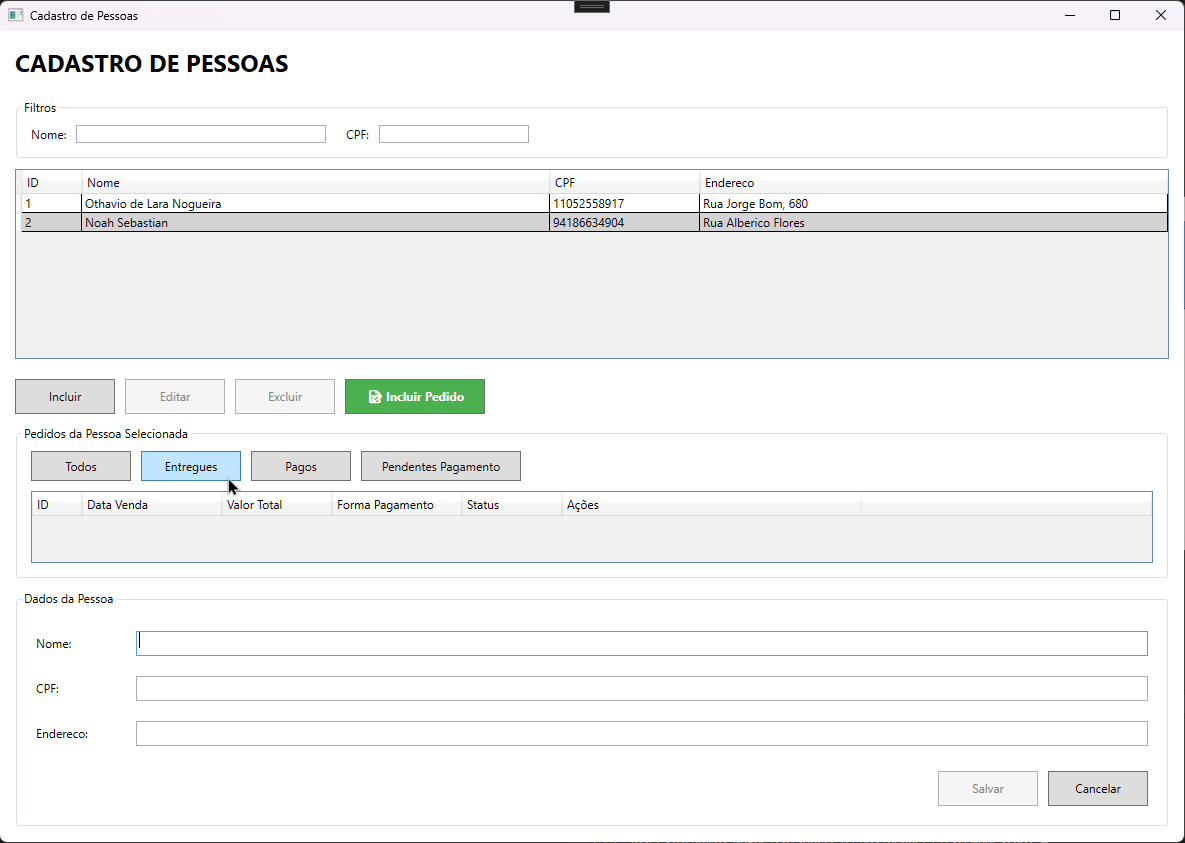 Cadastro de Pessoas
CADASTRO DE PESSOAS
Filtros
Nome: CPF:
ID Nome CPF Endereco
1 Othavio de Lara Nogueira 11052558917 Rua Jorge Bom, 680
2 Noah Sebastian 94186634904 Rua Alberico Flores
Incluir Editar Excluir Incluir Pedido
Pedidos da Pessoa Selecionada
Todos Entregues Pagos Pendentes Pagamento
ID Data Venda Valor Total Forma Pagamento Status Ações
Dados da Pessoa
Nome:
CPF:
Endereco:
Salvar Cancelar